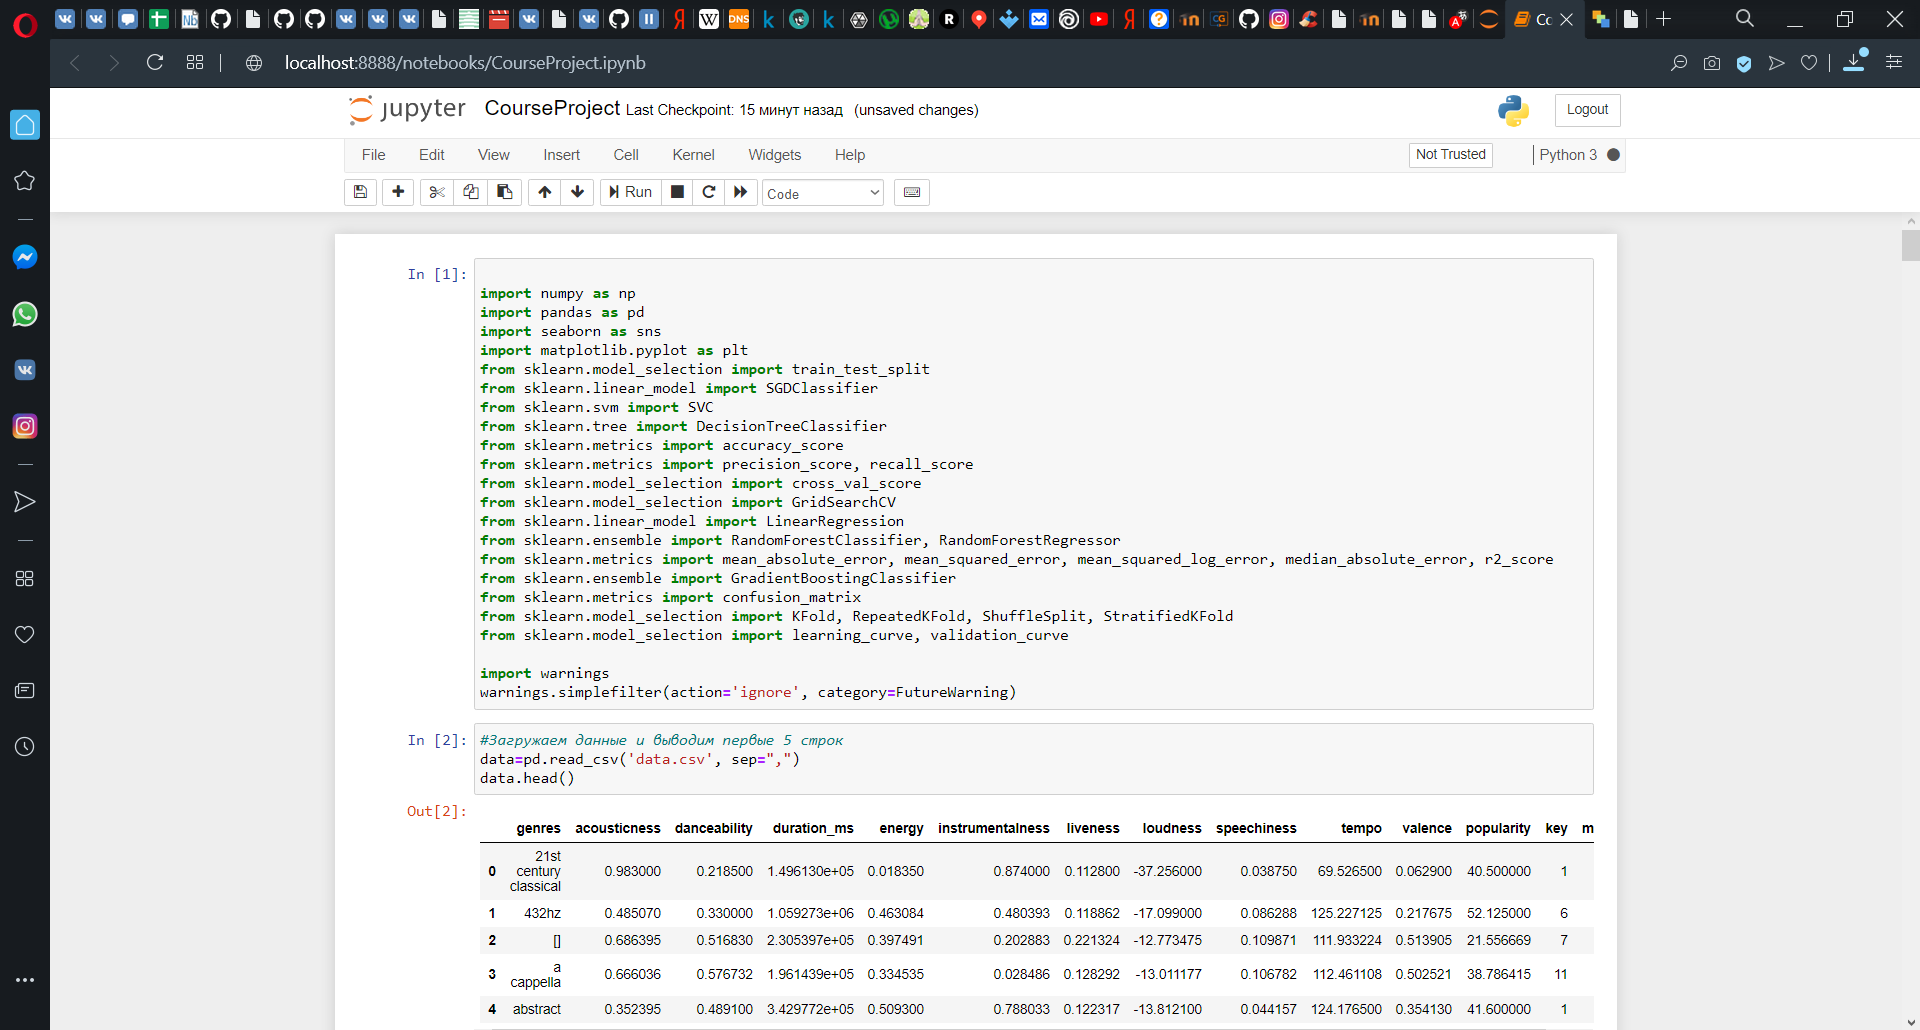 Cc
localhost:8888/notebooks/CourseProject.ipynb
jupyter CourseProject Last Checkpoint: 15 минут назад (unsaved changes)
Logout
File Edit View Insert Cell Kernel Widgets Help
Not Trusted
Python 3
Run
Code
In [1]:
import numpy as np
import pandas as pd
import seaborn as sns
import matplotlib.pyplot as plt
from sklearn.model_selection import train_test_split
from sklearn.linear_model import SGDClassifier
from sklearn.svm import SVC
from sklearn.tree import DecisionTreeClassifier
from sklearn.metrics import accuracy_score
from sklearn.metrics import precision_score, recall_score
from sklearn.model_selection import cross_val_score
from sklearn.model_selection import GridSearchCV
from sklearn.linear_model import LinearRegression
from sklearn.ensemble import RandomForestClassifier, RandomForestRegressor
from sklearn.metrics import mean_absolute_error, mean_squared_error, mean_squared_log_error, median_absolute_error, r2_score
from sklearn.ensemble import GradientBoostingClassifier
from sklearn.metrics import confusion_matrix
from sklearn.model_selection import KFold, RepeatedKFold, ShuffleSplit, StratifiedKFold
from sklearn.model_selection import learning_curve, validation_curve
import warnings
warnings.simplefilter(action='ignore', category=FutureWarning)
In [2]:
#Загружаем данные и выводим первые 5 строк
data=pd.read_csv('data.csv', sep=",")
data.head()
Out[2]:
genres acousticness danceability duration_ms energy instrumentalness liveness loudness speechiness tempo valence popularity key m
0 21st century classical 0.983000 0.218500 1.496130e+05 0.018350 0.874000 0.112800 -37.256000 0.038750 69.526500 0.062900 40.500000 1
1 432hz 0.485070 0.330000 1.059273e+06 0.463084 0.480393 0.118862 -17.099000 0.086288 125.227125 0.217675 52.125000 6
2 [] 0.686395 0.516830 2.305397e+05 0.397491 0.202883 0.221324 -12.773475 0.109871 111.933224 0.513905 21.556669 7
3 a cappella 0.666036 0.576732 1.961439e+05 0.334535 0.028486 0.128292 -13.011177 0.106782 112.461108 0.502521 38.786415 11
4 abstract 0.352395 0.489100 3.429772e+05 0.509300 0.788033 0.122317 -13.812100 0.044157 124.176500 0.354130 41.600000 1